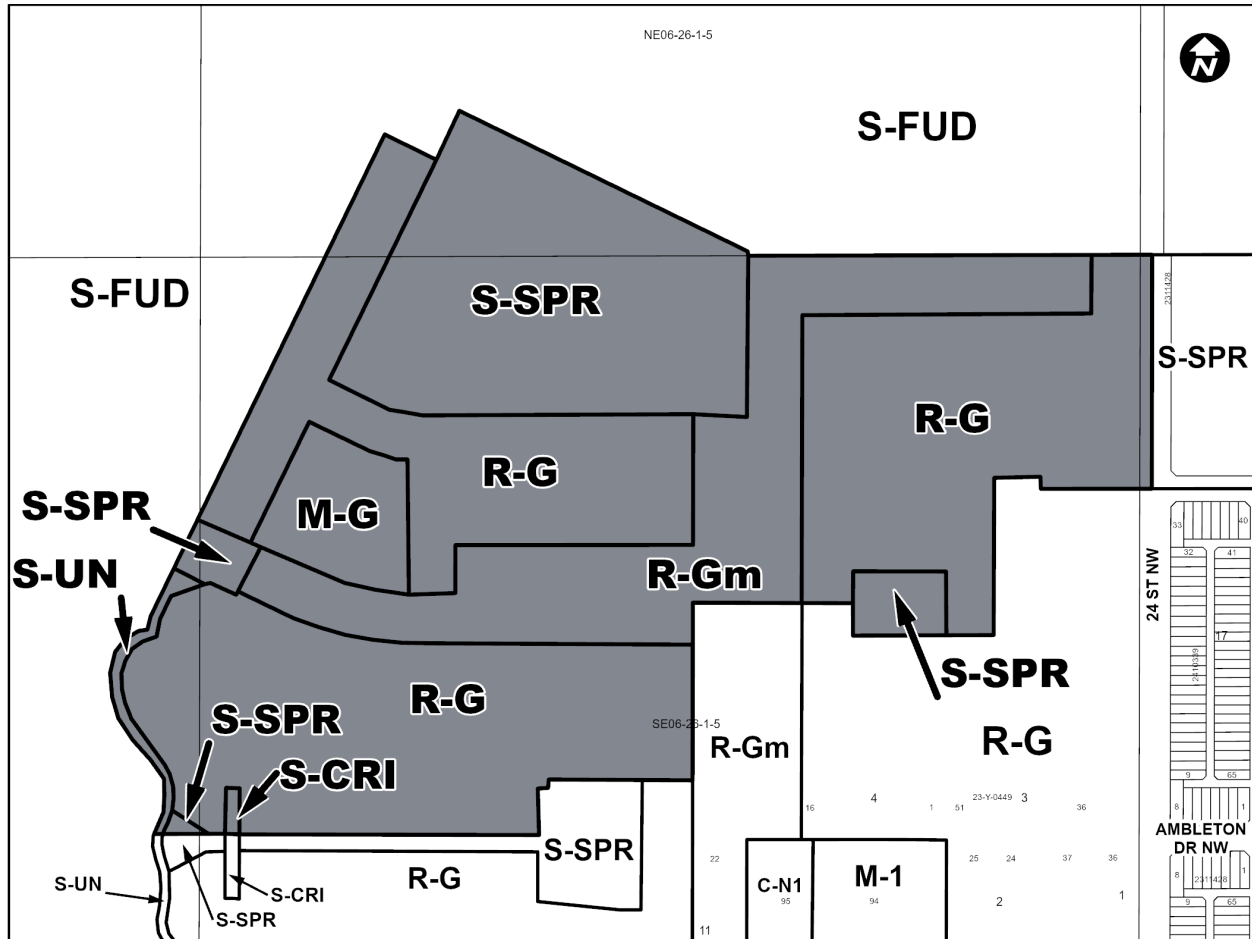 NE06-26-1-5
N
S-FUD
S-FUD
2311428
S-SPR
S-SPR
R-G
R-G
S-SPR
M-G
S-UN
R-Gm
33
40
32
41
24 ST NW
17
2410339
S-SPR
R-G
S-SPR
SE06-26-1-5
R-Gm
R-G
S-CRI
9
65
16
4
1
51
23-Y-0449
3
36
8
1
AMBLETON
DR NW
S-SPR
22
25
24
37
36
R-G
C-N1
95
M-1
94
8
2311428
1
S-UN
S-CRI
2
1
9
65
S-SPR
11